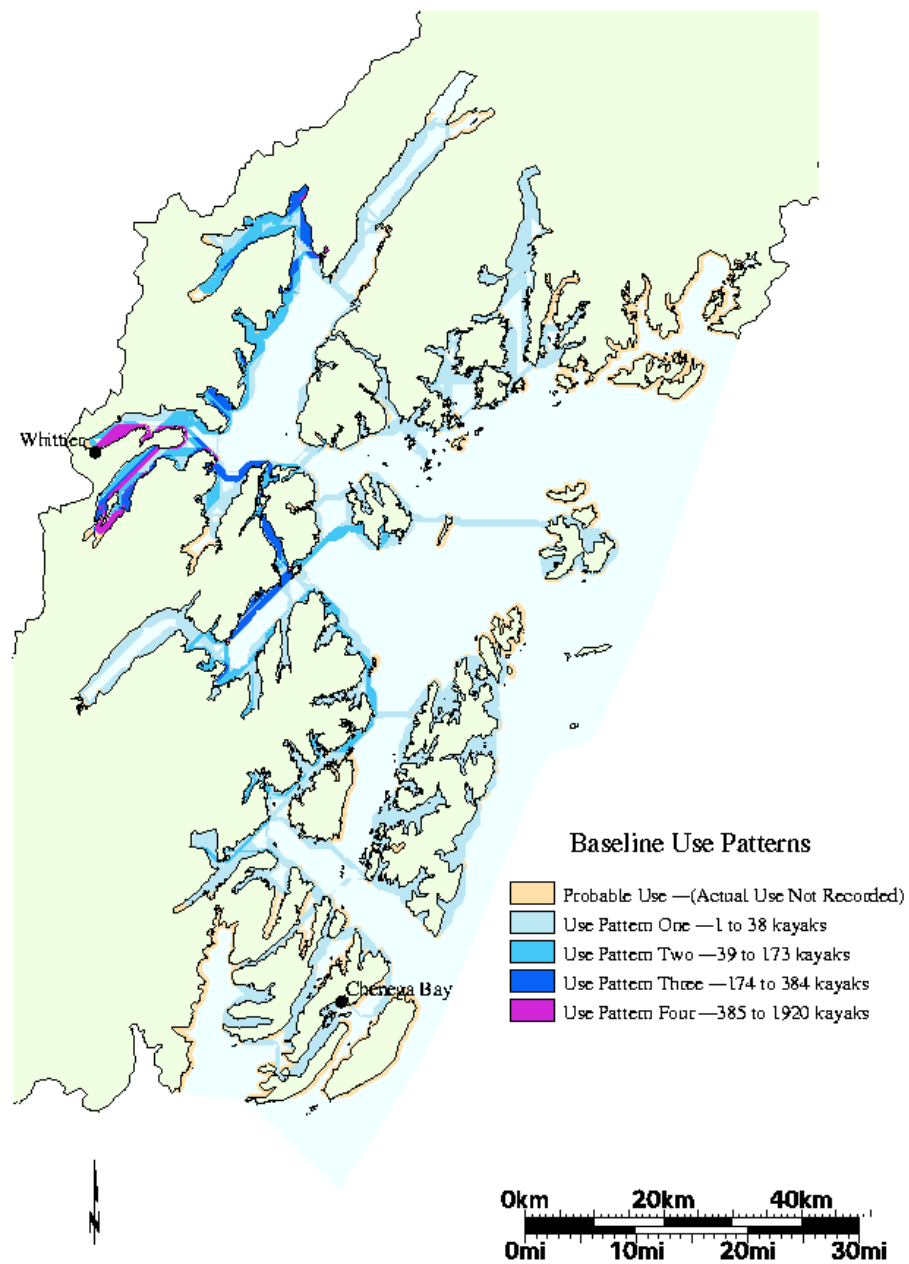 Whittier
Baseline Use Patterns
Probable Use —(Actual Use Not Recorded)
Use Pattern One —1 to 38 kayaks
Use Pattern Two —39 to 173 kayaks
Use Pattern Three —174 to 384 kayaks
Use Pattern Four —385 to 1920 kayaks
Chenega Bay
N
0km 20km 40km
0mi 10mi 20mi 30mi